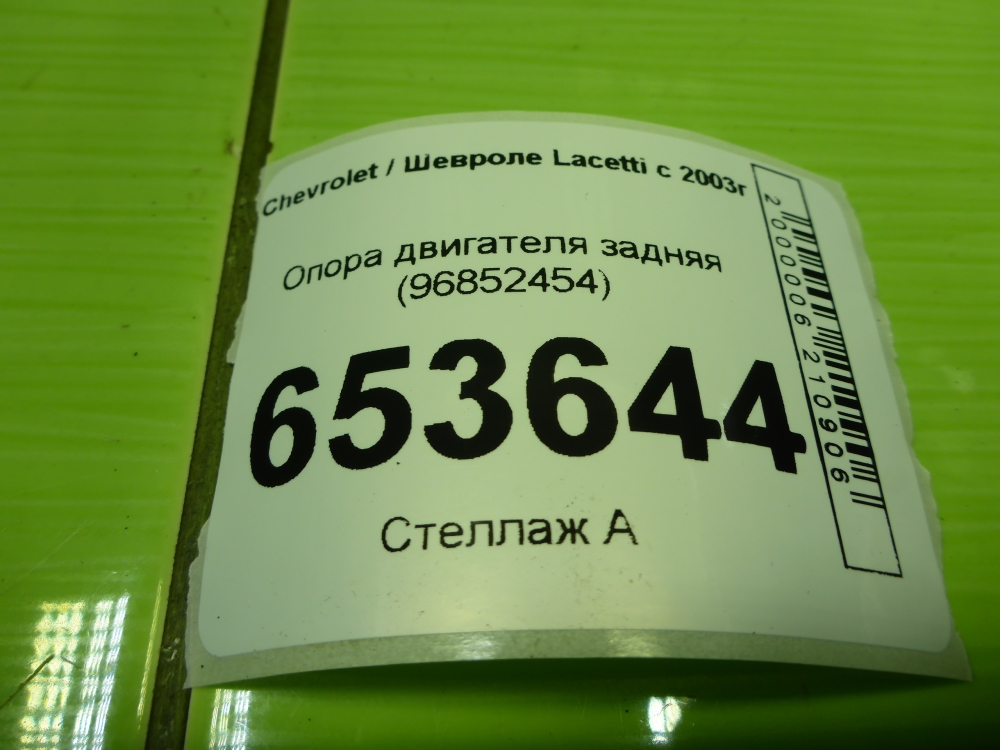 Chevrolet / Шевроле Lacetti с 2003г
Опора двигателя задняя
(96852454)
653644
Стеллаж А
2000006210906